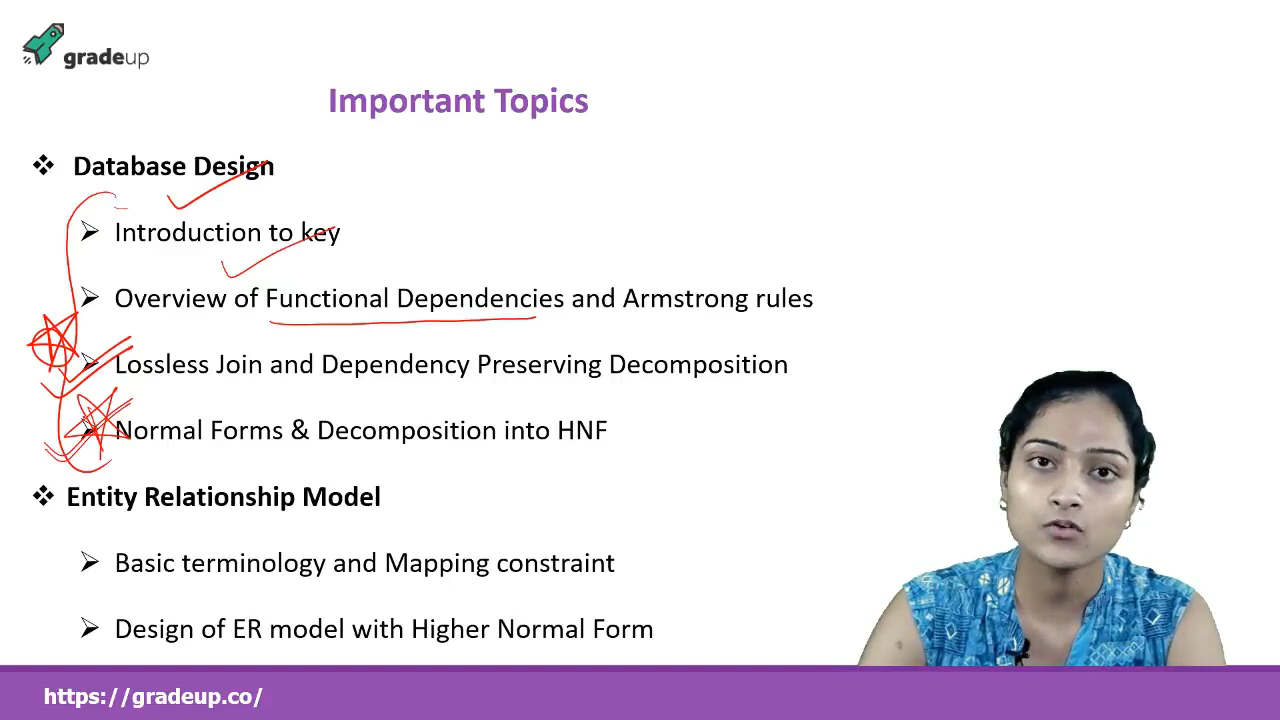 gradeup
Important Topics
Database Design
Introduction to key
Overview of Functional Dependencies and Armstrong rules
Lossless Join and Dependency Preserving Decomposition
Normal Forms & Decomposition into HNF
Entity Relationship Model
Basic terminology and Mapping constraint
Design of ER model with Higher Normal Form
https://gradeup.co/